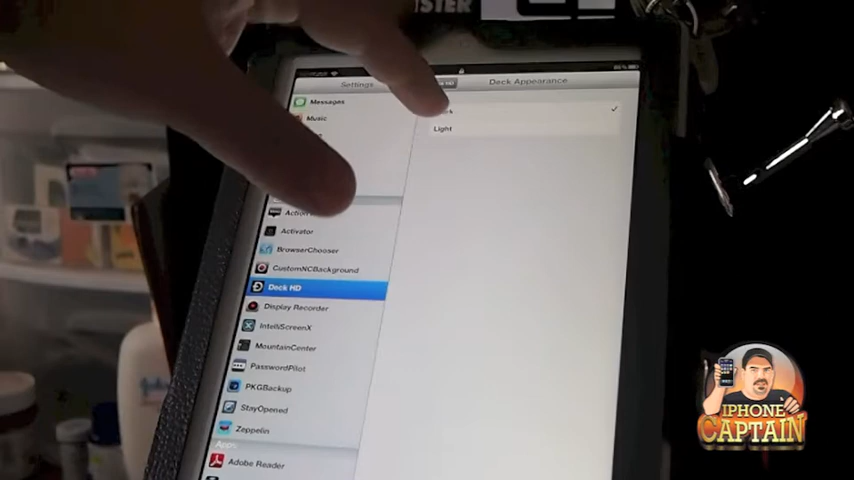 STER
Settings
Deck Appearance
Messages
Music
Light
Activator
BrowserChooser
CustomNCBackground
Deck HD
Display Recorder
IntelliScreenX
MountainCenter
PasswordPilot
PKGBackup
StayOpened
Zeppelin
Apps
Adobe Reader
IPHONE
CAPTAIN